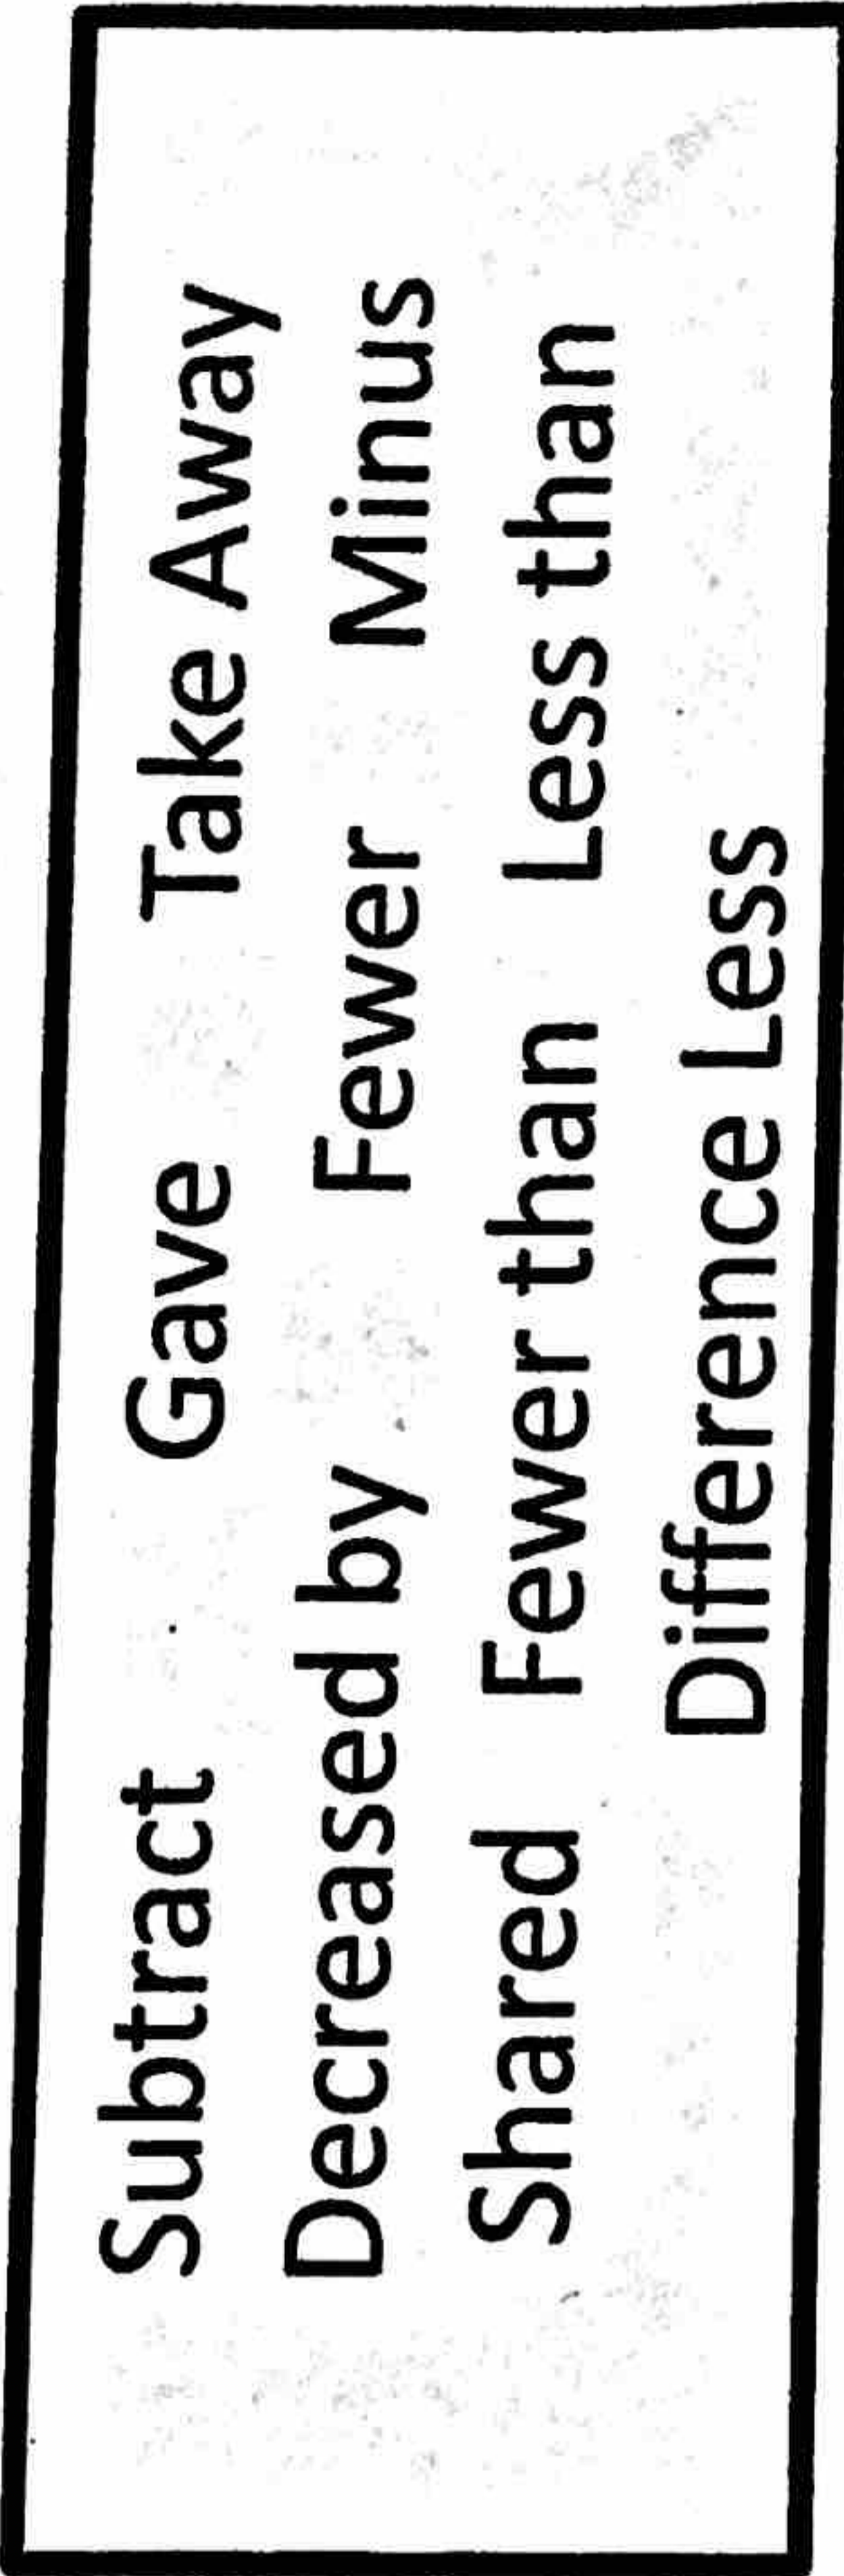 Subtract Gave Take Away
Decreased by Fewer Minus
Shared Fewer than Less than
Difference Less